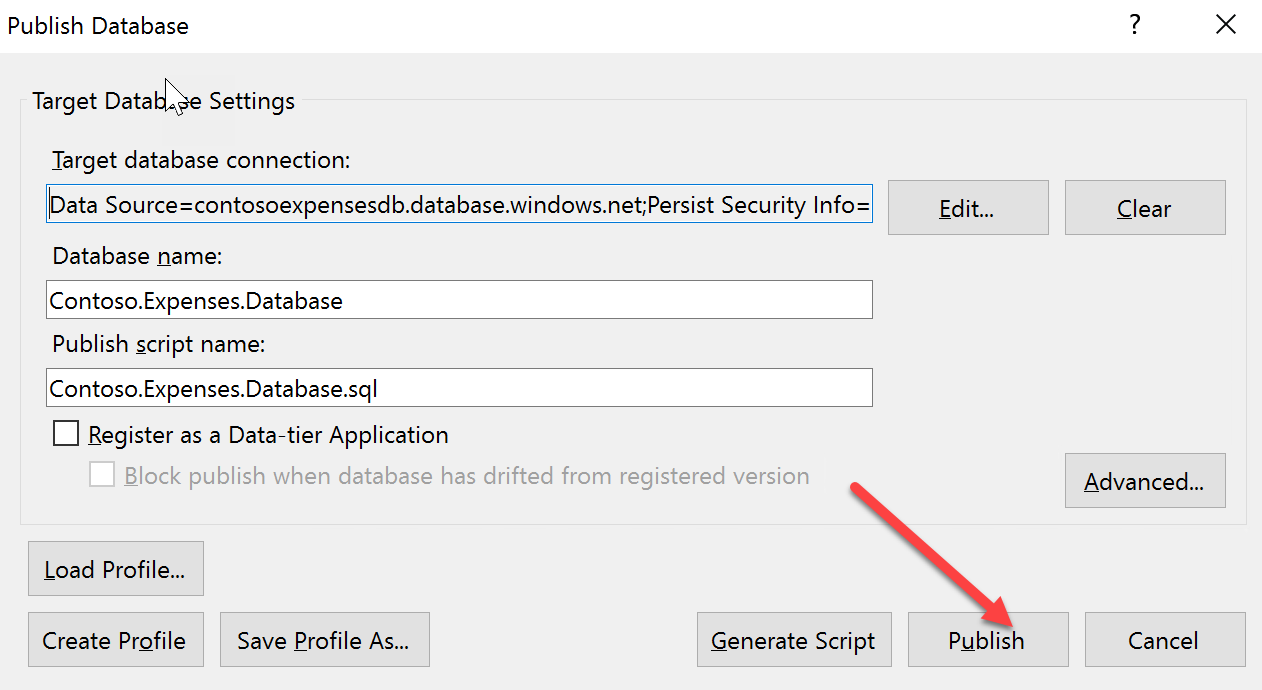 Publish Database
?
Target Database Settings
Target database connection:
Data Source=contosoexpensesdb.database.windows.net;Persist Security Info=
Edit...
Clear
Database name:
Contoso.Expenses.Database
Publish script name:
Contoso.Expenses.Database.sql
Register as a Data-tier Application
Block publish when database has drifted from registered version
Advanced...
Load Profile...
Create Profile
Save Profile As...
Generate Script
Publish
Cancel